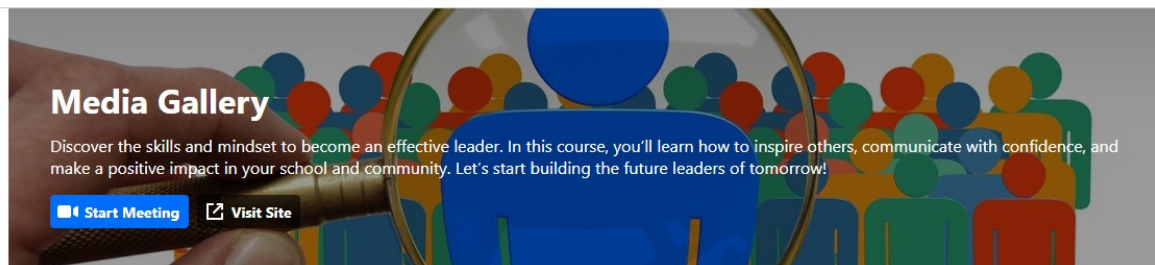 Media Gallery
Discover the skills and mindset to become an effective leader. In this course, you’ll learn how to inspire others, communicate with confidence, and
make a positive impact in your school and community. Let’s start building the future leaders of tomorrow!
Start Meeting
Visit Site